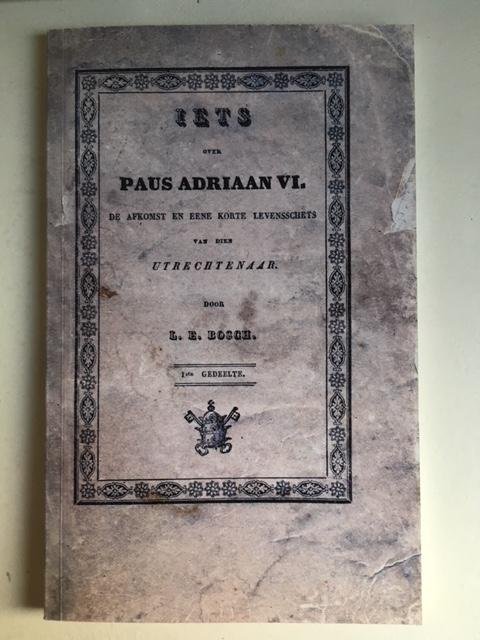 IETS
OVER
PAUS ADRIAAN VI.
DE AFKOMST EN EENE KORTE LEVENSSCHETS
VAN DIEN
UTRECHTENAAR.
DOOR
L. E. BOSCH.
1ste GEDEELTE.